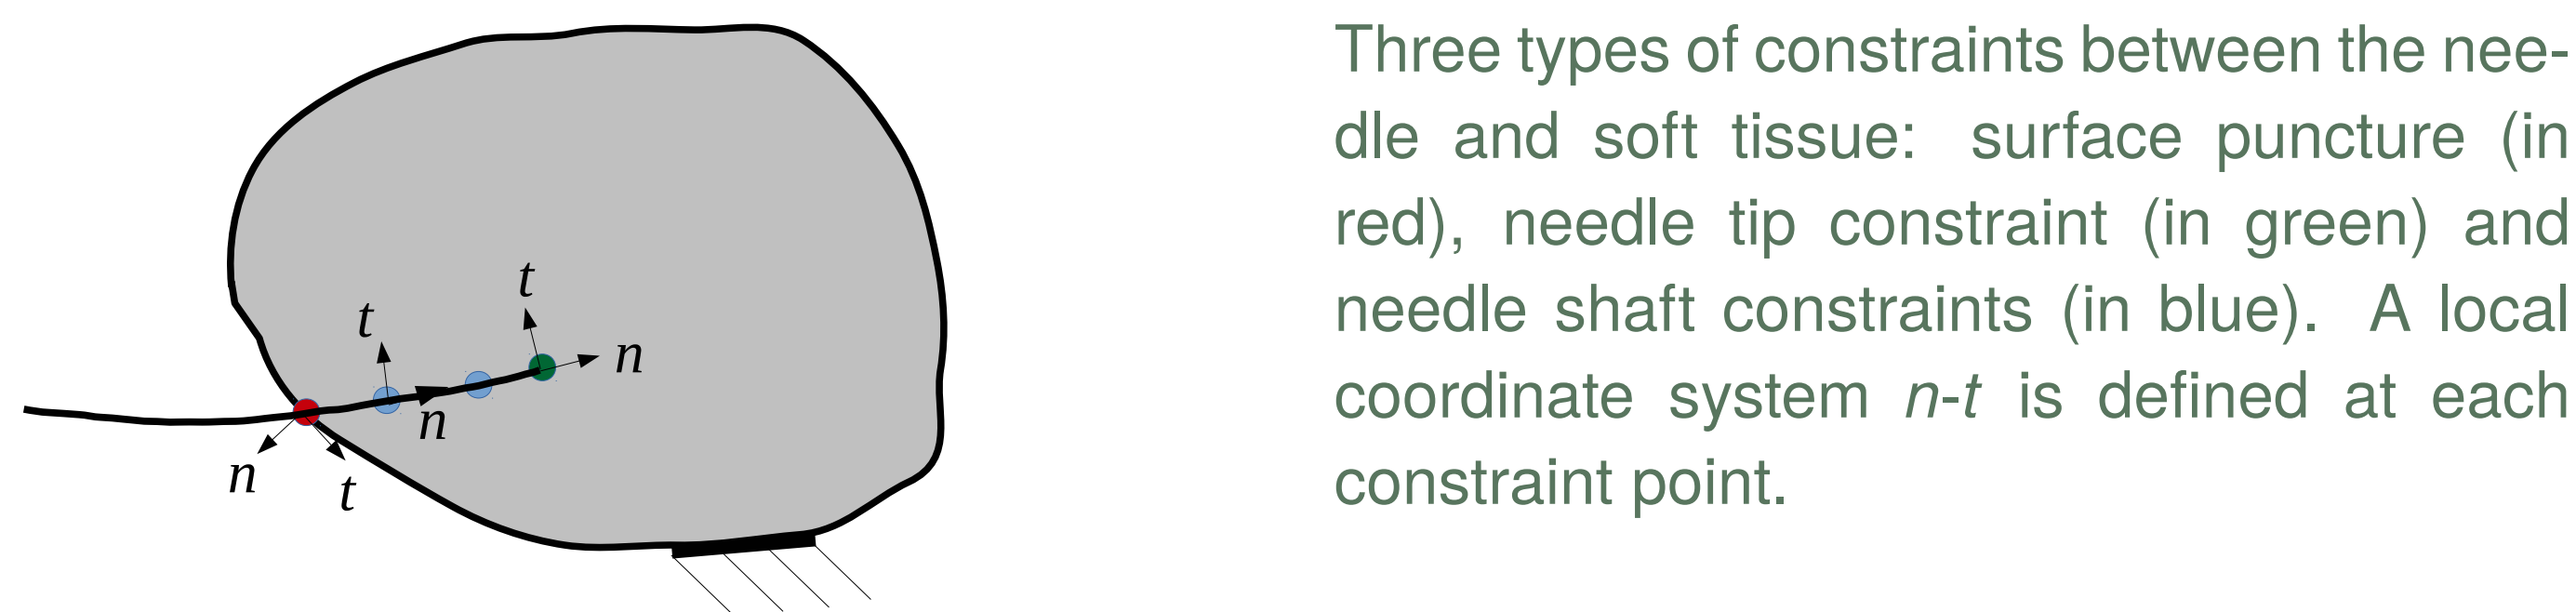 t
t
n
n
n
t
Three types of constraints between the nee-
dle and soft tissue: surface puncture (in
red), needle tip constraint (in green) and
needle shaft constraints (in blue). A local
coordinate system n-t is defined at each
constraint point.